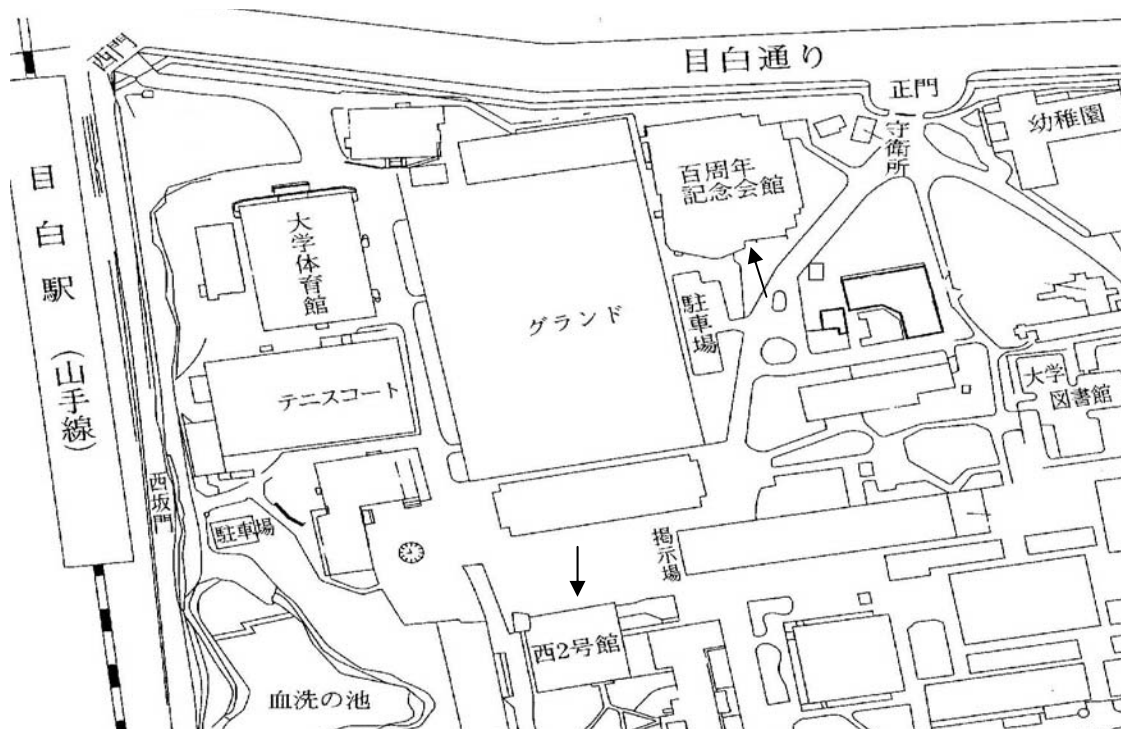 西門
目白通り
正門
守衛所
幼稚園
百周年
記念会館
目白駅(山手線)
大学体育館
グランド
駐車場
テニスコート
大学
図書館
西坂門
駐車場
掲示場
西2号館
血洗の池